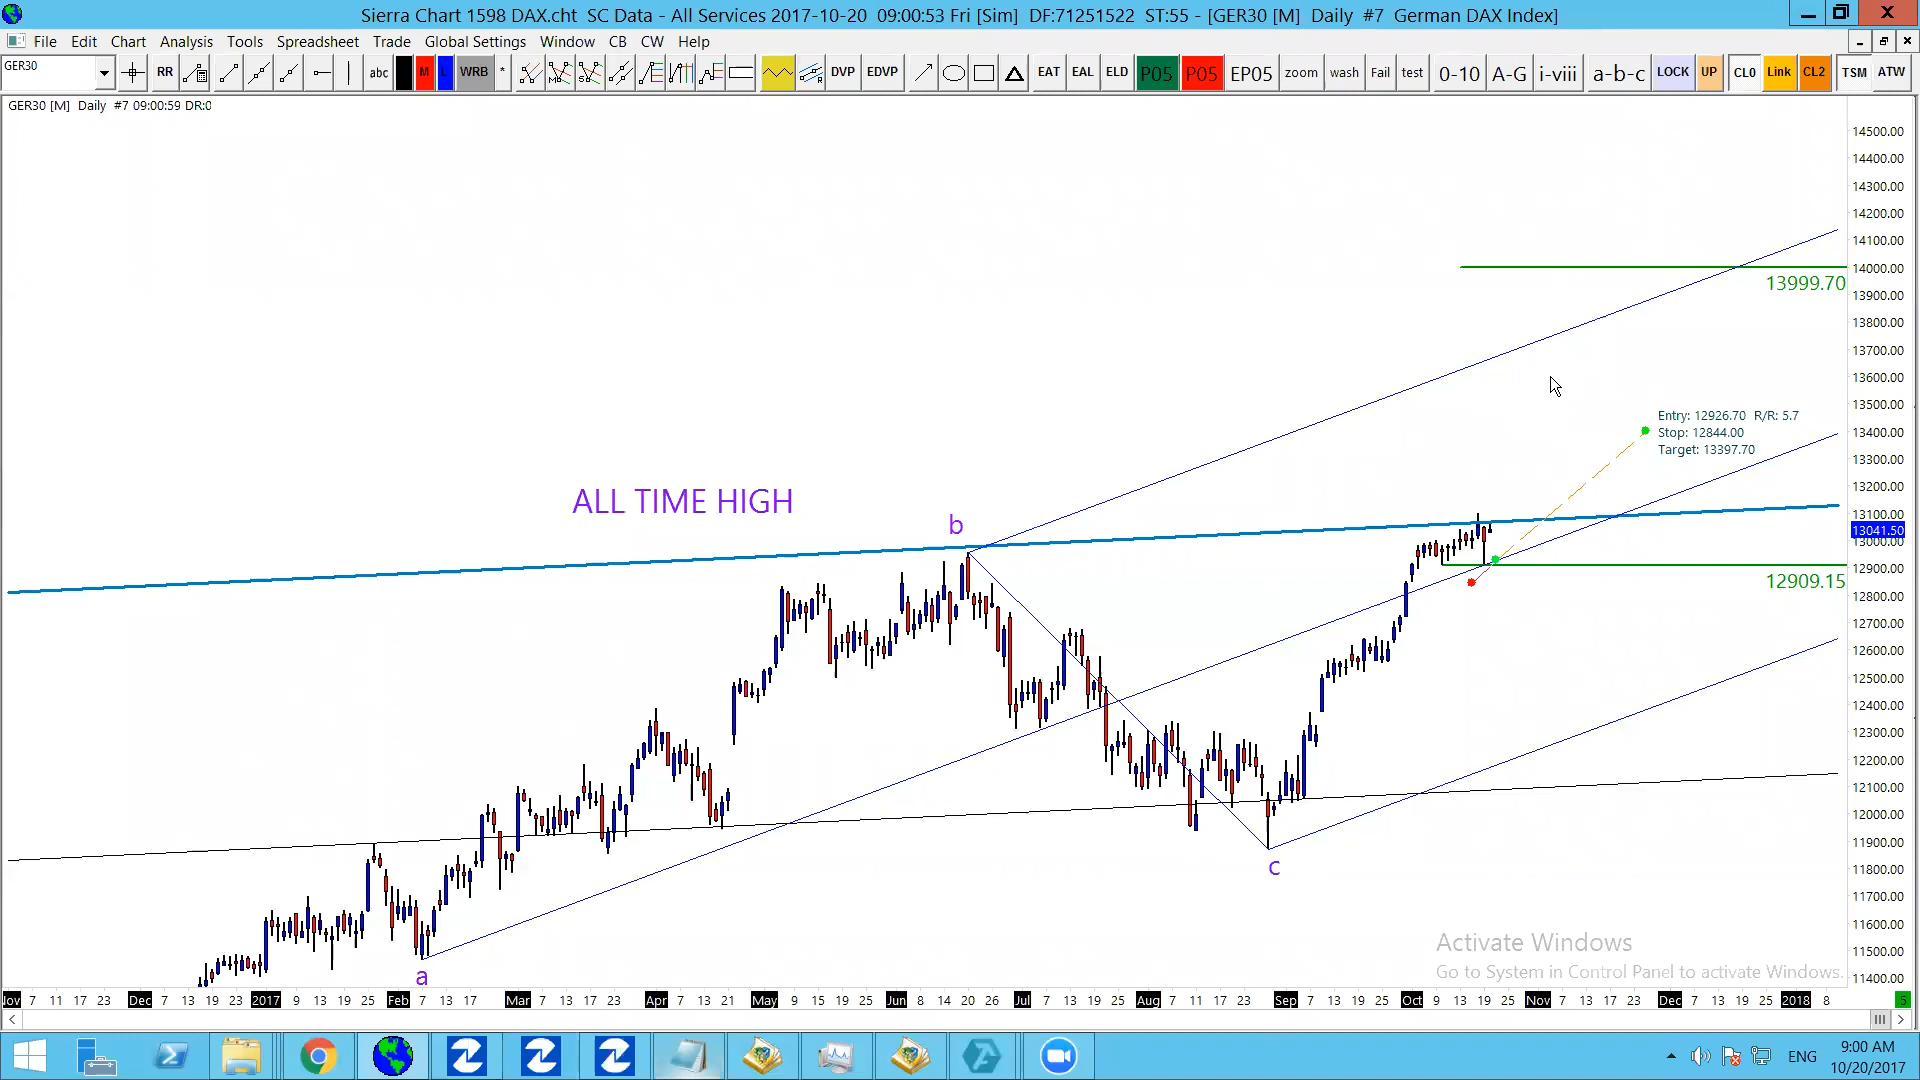 Sierra Chart 1598 DAX.cht  SC Data - All Services 2017-10-20  09:00:53 Fri [Sim]  DF:71251522  ST:55 - [GER30 [M]  Daily  #7  German DAX Index]
File Edit Chart Analysis Tools Spreadsheet Trade Global Settings Window CB CW Help
GER30 RR abc M L WRB * DVP R EDVP EAT EAL ELD P05 P05 EP05 zoom wash Fail test 0-10 A-G i-viii a-b-c LOCK UP CL0 Link CL2 TSM ATW
GER30 [M]  Daily  #7 09:00:59 DR:0
14500.00
14400.00
14300.00
14200.00
14100.00
14000.00
13999.70
13900.00
13800.00
13700.00
13600.00
13500.00
Entry: 12926.70  R/R: 5.7
Stop: 12844.00
13400.00
Target: 13397.70
13300.00
13200.00
ALL TIME HIGH
b
13100.00
13041.50
13000.00
12900.00
12909.15
12800.00
12700.00
12600.00
12500.00
12400.00
12300.00
12200.00
12100.00
12000.00
11900.00
c
11800.00
11700.00
11600.00
Activate Windows
11500.00
Go to System in Control Panel to activate Windows.
a
11400.00
Nov 7 11 17 23 Dec 7 13 19 23 2017 9 13 19 25 Feb 7 13 17 Mar 7 13 17 23 Apr 7 13 21 May 9 15 19 25 Jun 8 14 20 26 Jul 7 13 19 25 Aug 7 11 17 23 Sep 7 13 19 25 Oct 9 13 19 25 Nov 7 13 17 23 Dec 7 13 19 25 2018 8 5
ENG
9:00 AM
10/20/2017